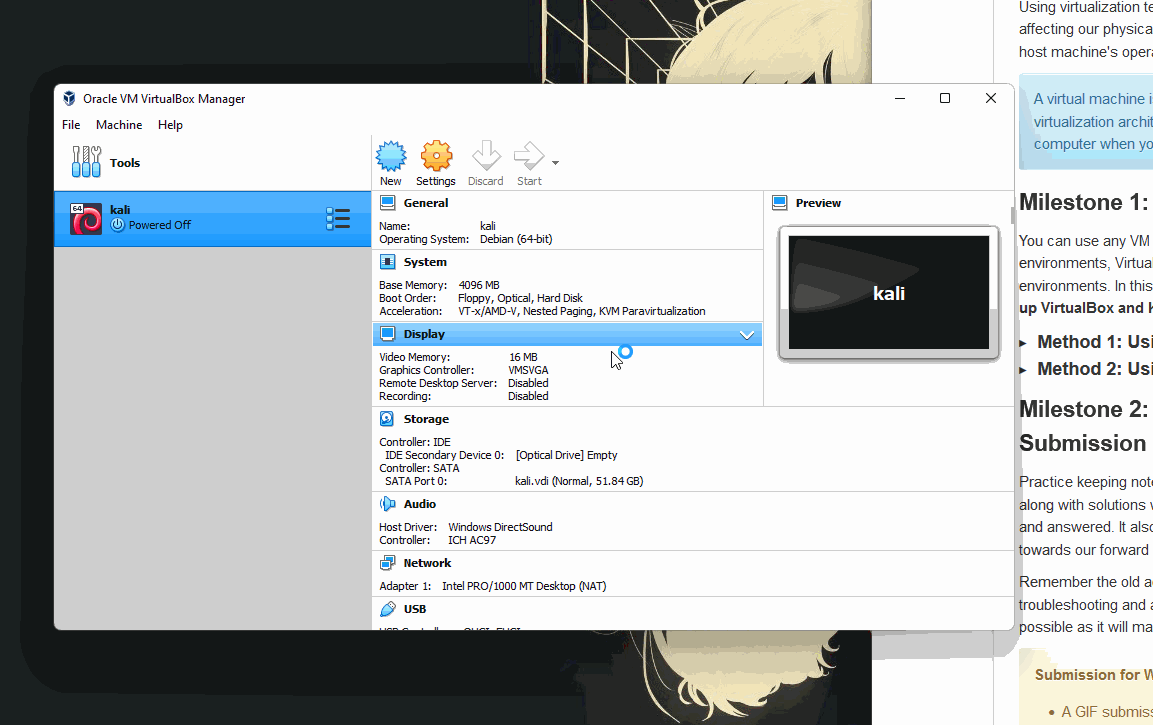 Oracle VM VirtualBox Manager
File Machine Help
Tools
New Settings Discard Start
64
kali
Powered Off
General
Name: kali
Operating System: Debian (64-bit)
System
Base Memory: 4096 MB
Boot Order: Floppy, Optical, Hard Disk
Acceleration: VT-x/AMD-V, Nested Paging, KVM Paravirtualization
Display
Video Memory: 16 MB
Graphics Controller: VMSVGA
Remote Desktop Server: Disabled
Recording: Disabled
Storage
Controller: IDE
IDE Secondary Device 0: [Optical Drive] Empty
Controller: SATA
SATA Port 0: kali.vdi (Normal, 51.84 GB)
Audio
Host Driver: Windows DirectSound
Controller: ICH AC97
Network
Adapter 1: Intel PRO/1000 MT Desktop (NAT)
USB
Preview
kali
Using virtualization te
affecting our physica
host machine's opera
A virtual machine i
virtualization archit
computer when yo
Milestone 1:
You can use any VM
environments, Virtua
environments. In this
up VirtualBox and K
Method 1: Usi
Method 2: Usi
Milestone 2:
Submission
Practice keeping note
along with solutions w
and answered. It also
towards our forward
Remember the old a
troubleshooting and a
possible as it will ma
Submission for W
• A GIF submiss